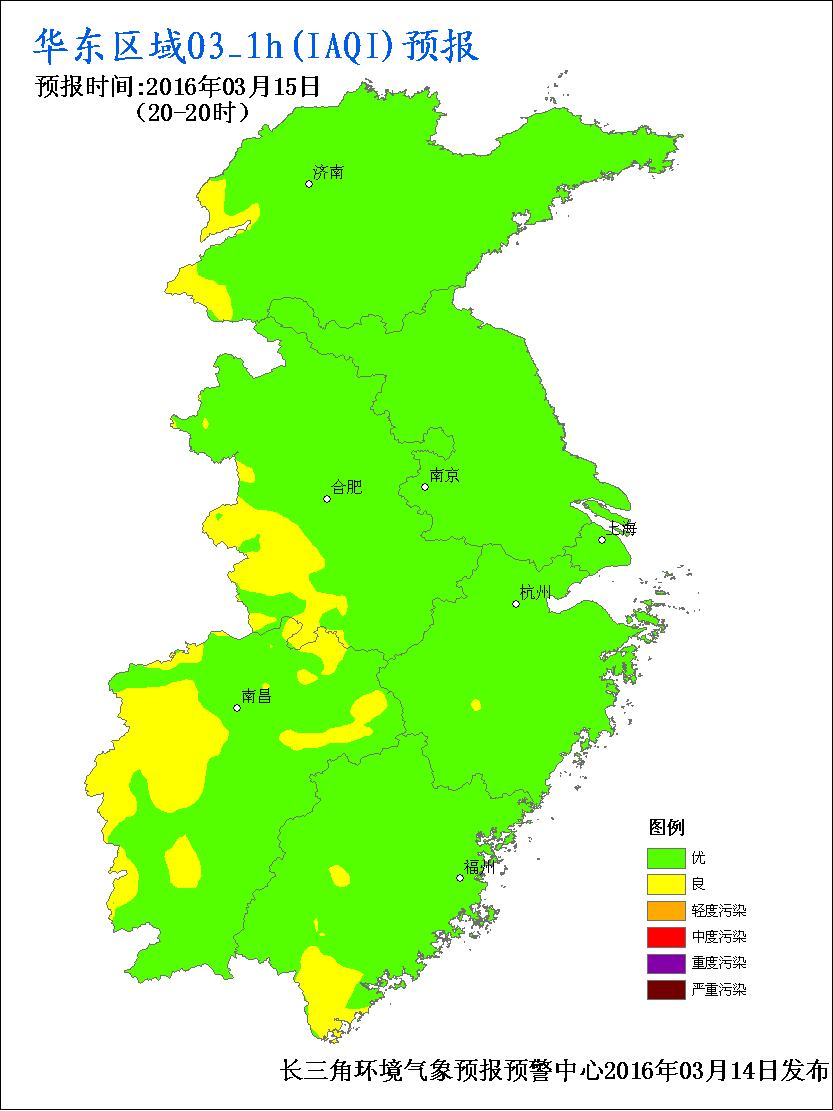 华东区域O3_1h(IAQI)预报
预报时间:2016年03月15日
(20-20时)
济南
南京
合肥
上海
杭州
南昌
福州
图例
优
良
轻度污染
中度污染
重度污染
严重污染
长三角环境气象预报预警中心2016年03月14日发布